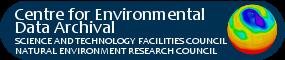 Centre for Environmental
Data Archival
SCIENCE AND TECHNOLOGY FACILITIES COUNCIL
NATURAL ENVIRONMENT RESEARCH COUNCIL